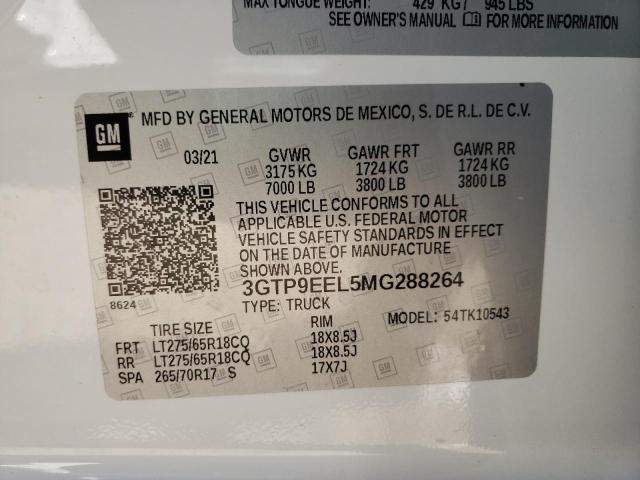 MAX TONGUE WEIGHT: 429 KG / 945 LBS
SEE OWNER'S MANUAL FOR MORE INFORMATION
GM MFD BY GENERAL MOTORS DE MEXICO, S. DE R.L. DE C.V.
03/21 GVWR GAWR FRT GAWR RR
3175 KG 1724 KG 1724 KG
7000 LB 3800 LB 3800 LB
THIS VEHICLE CONFORMS TO ALL
APPLICABLE U.S. FEDERAL MOTOR
VEHICLE SAFETY STANDARDS IN EFFECT
ON THE DATE OF MANUFACTURE
SHOWN ABOVE.
8624 3GTP9EEL5MG288264
TYPE: TRUCK MODEL: 54TK10543
TIRE SIZE RIM
FRT LT275/65R18CQ 18X8.5J
RR LT275/65R18CQ 18X8.5J
SPA 265/70R17 S 17X7J